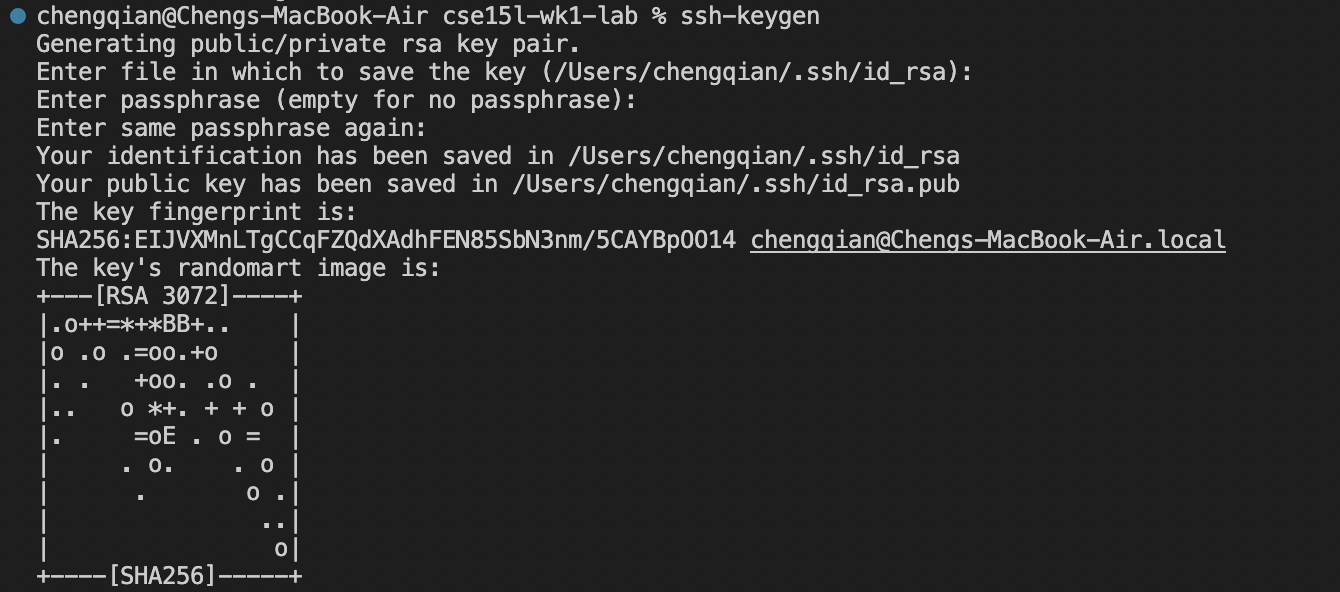 chengqian@Chengs-MacBook-Air cse15l-wk1-lab % ssh-keygen
Generating public/private rsa key pair.
Enter file in which to save the key (/Users/chengqian/.ssh/id_rsa):
Enter passphrase (empty for no passphrase):
Enter same passphrase again:
Your identification has been saved in /Users/chengqian/.ssh/id_rsa
Your public key has been saved in /Users/chengqian/.ssh/id_rsa.pub
The key fingerprint is:
SHA256:EIJVXMnLTgCCqFZQdXAdhFEN85SbN3nm/5CAYBpOO14 chengqian@Chengs-MacBook-Air.local
The key's randomart image is:
+---[RSA 3072]----+
|.o++=*+*BB+..    |
|o .o .=oo.+o     |
|. .   +oo. .o .  |
|..   o *+. + + o |
|.     =oE . o =  |
|     . o.    . o |
|      .       o .|
|               ..|
|                o|
+----[SHA256]-----+